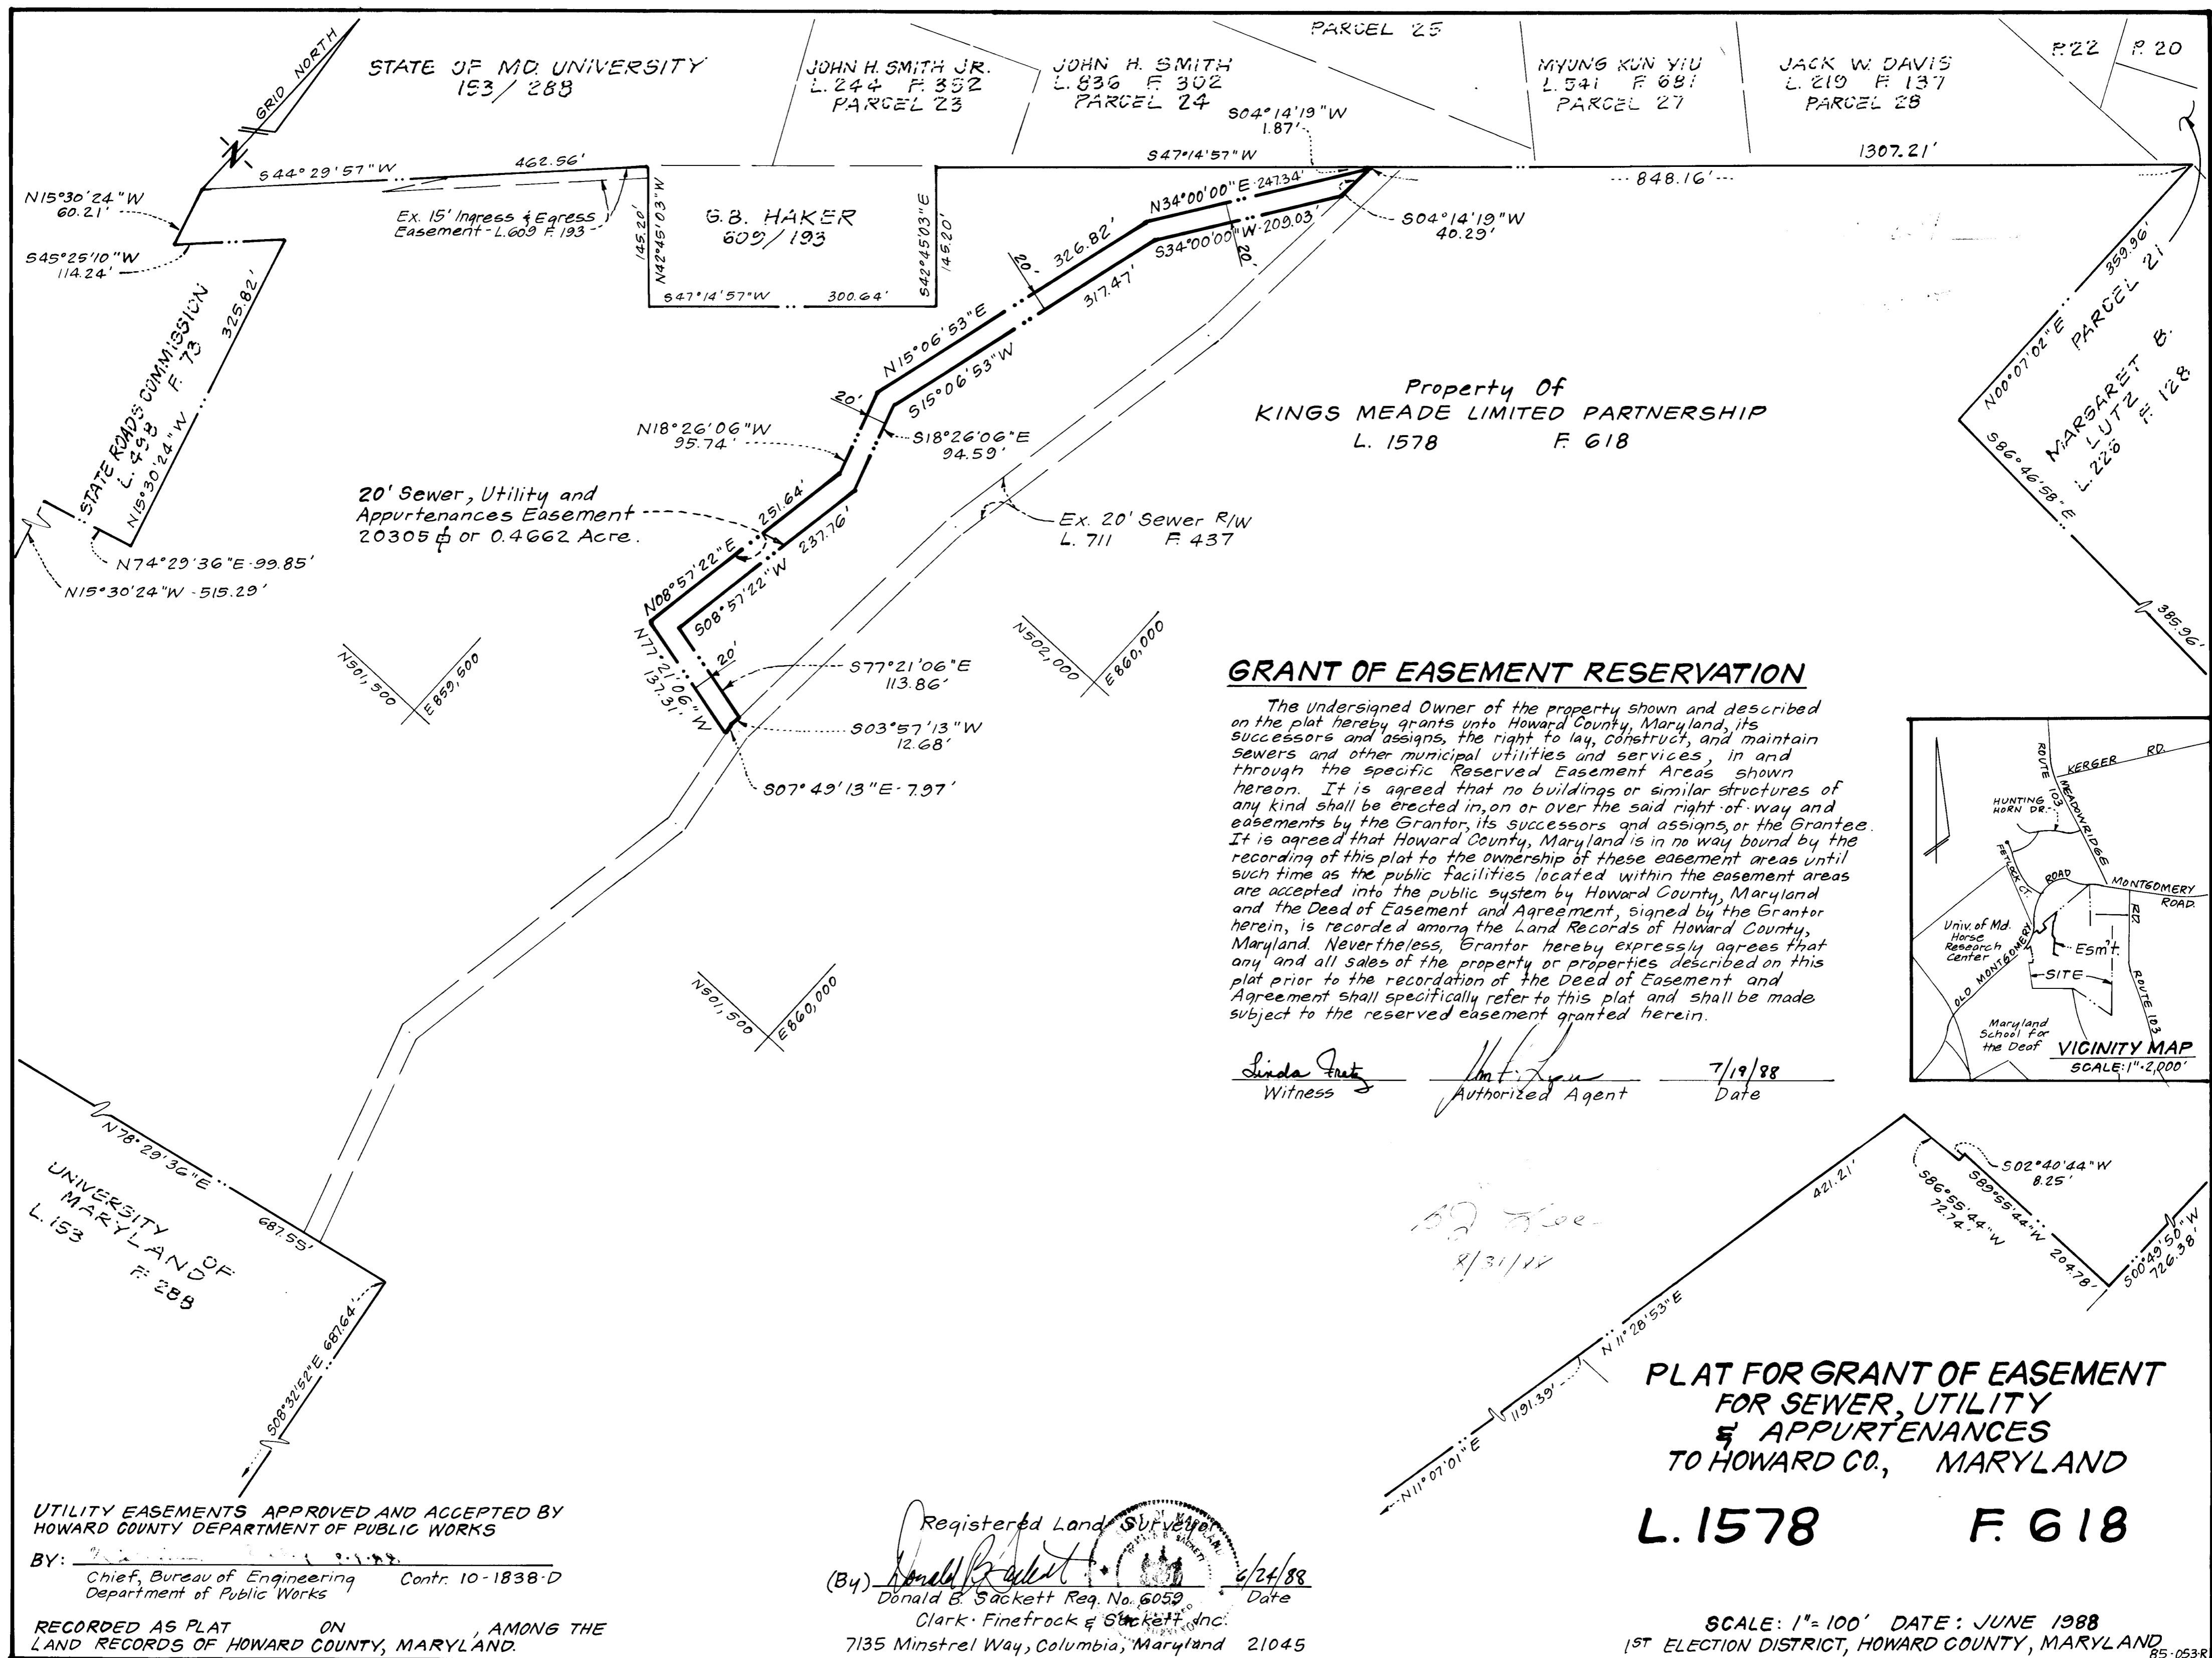 GRID NORTH
N
STATE OF MD. UNIVERSITY
153/288
JOHN H. SMITH JR.
L. 244 F. 352
PARCEL 23
JOHN H. SMITH
L. 836 F. 302
PARCEL 24
PARCEL 25
MYUNG KUN YIU
L. 541 F. 681
PARCEL 27
JACK W. DAVIS
L. 219 F. 137
PARCEL 28
P. 22
P. 20
S04°14'19"W
1.87'
S44°29'57"W
462.56'
S47°14'57"W
1307.21'
848.16'
N15°30'24"W
60.21'
S45°25'10"W
114.24'
Ex. 15' Ingress & Egress
Easement - L.609 F.193
145.20'
N42°45'03"W
G.B. HAKER
609/193
S42°45'03"E
145.20'
S47°14'57"W
300.64'
N34°00'00"E - 247.34'
S34°00'00"W - 209.03'
20'
S04°14'19"W
40.29'
326.82'
20'
317.47'
N15°06'53"E
S15°06'53"W
STATE ROADS COMMISSION
L. 498 F. 73
325.82'
N15°30'24"W
N74°29'36"E - 99.85'
N15°30'24"W - 515.29'
359.96'
N00°07'02"E
PARCEL 21
MARGARET B.
LUTZ
L. 228 F. 128
S86°46'58"E
385.96'
Property Of
KINGS MEADE LIMITED PARTNERSHIP
L. 1578 F. 618
20'
N18°26'06"W
95.74'
S18°26'06"E
94.59'
20' Sewer, Utility and
Appurtenances Easement
20305 or 0.4662 Acre.
251.64'
237.76'
N08°57'22"E
S08°57'22"W
Ex. 20' Sewer R/W
L. 711 F. 437
N77°21'06"W
137.31'
20'
S77°21'06"E
113.86'
S03°57'13"W
12.68'
S07°49'13"E - 7.97'
N501,500
E859,500
N502,000
E860,000
N501,500
E860,000
GRANT OF EASEMENT RESERVATION
The undersigned Owner of the property shown and described
on the plat hereby grants unto Howard County, Maryland, its
successors and assigns, the right to lay, construct, and maintain
sewers and other municipal utilities and services, in and
through the specific Reserved Easement Areas shown
hereon. It is agreed that no buildings or similar structures of
any kind shall be erected in, on or over the said right-of-way and
easements by the Grantor, its successors and assigns, or the Grantee.
It is agreed that Howard County, Maryland is in no way bound by the
recording of this plat to the ownership of these easement areas until
such time as the public facilities located within the easement areas
are accepted into the public system by Howard County, Maryland
and the Deed of Easement and Agreement, signed by the Grantor
herein, is recorded among the Land Records of Howard County,
Maryland. Nevertheless, Grantor hereby expressly agrees that
any and all sales of the property or properties described on this
plat prior to the recordation of the Deed of Easement and
Agreement shall specifically refer to this plat and shall be made
subject to the reserved easement granted herein.
Linda Fretz
7/19/88
Witness
Authorized Agent
Date
ROUTE 103
MEADOWRIDGE
RD
ROUTE 103
KERGER RD.
HUNTING
HORN DR.
FETLOCK CT.
OLD MONTGOMERY ROAD
MONTGOMERY
ROAD
Univ. of Md.
Horse
Research
Center
Esm't.
SITE
Maryland
School for
the Deaf
VICINITY MAP
SCALE: 1"=2,000'
N78°29'36"E
687.55'
UNIVERSITY OF
MARYLAND
L. 153 F. 288
S08°32'52"E 687.64'
8/31/88
421.21'
N11°28'53"E
1191.39'
N11°07'01"E
S86°55'44"W
72.74'
S02°40'44"W
8.25'
S89°55'44"W
204.78'
S00°49'50"W
726.38'
PLAT FOR GRANT OF EASEMENT
FOR SEWER, UTILITY
& APPURTENANCES
TO HOWARD CO., MARYLAND
L. 1578 F. 618
SCALE: 1"=100' DATE: JUNE 1988
1ST ELECTION DISTRICT, HOWARD COUNTY, MARYLAND
85-053R
UTILITY EASEMENTS APPROVED AND ACCEPTED BY
HOWARD COUNTY DEPARTMENT OF PUBLIC WORKS
BY:
Chief, Bureau of Engineering Contr. 10-1838-D
Department of Public Works
RECORDED AS PLAT ON , AMONG THE
LAND RECORDS OF HOWARD COUNTY, MARYLAND.
Registered Land Surveyor
(By) Donald B. Sackett 6/24/88
Donald B. Sackett Reg. No. 6059 Date
Clark · Finefrock & Sackett, Inc.
7135 Minstrel Way, Columbia, Maryland 21045